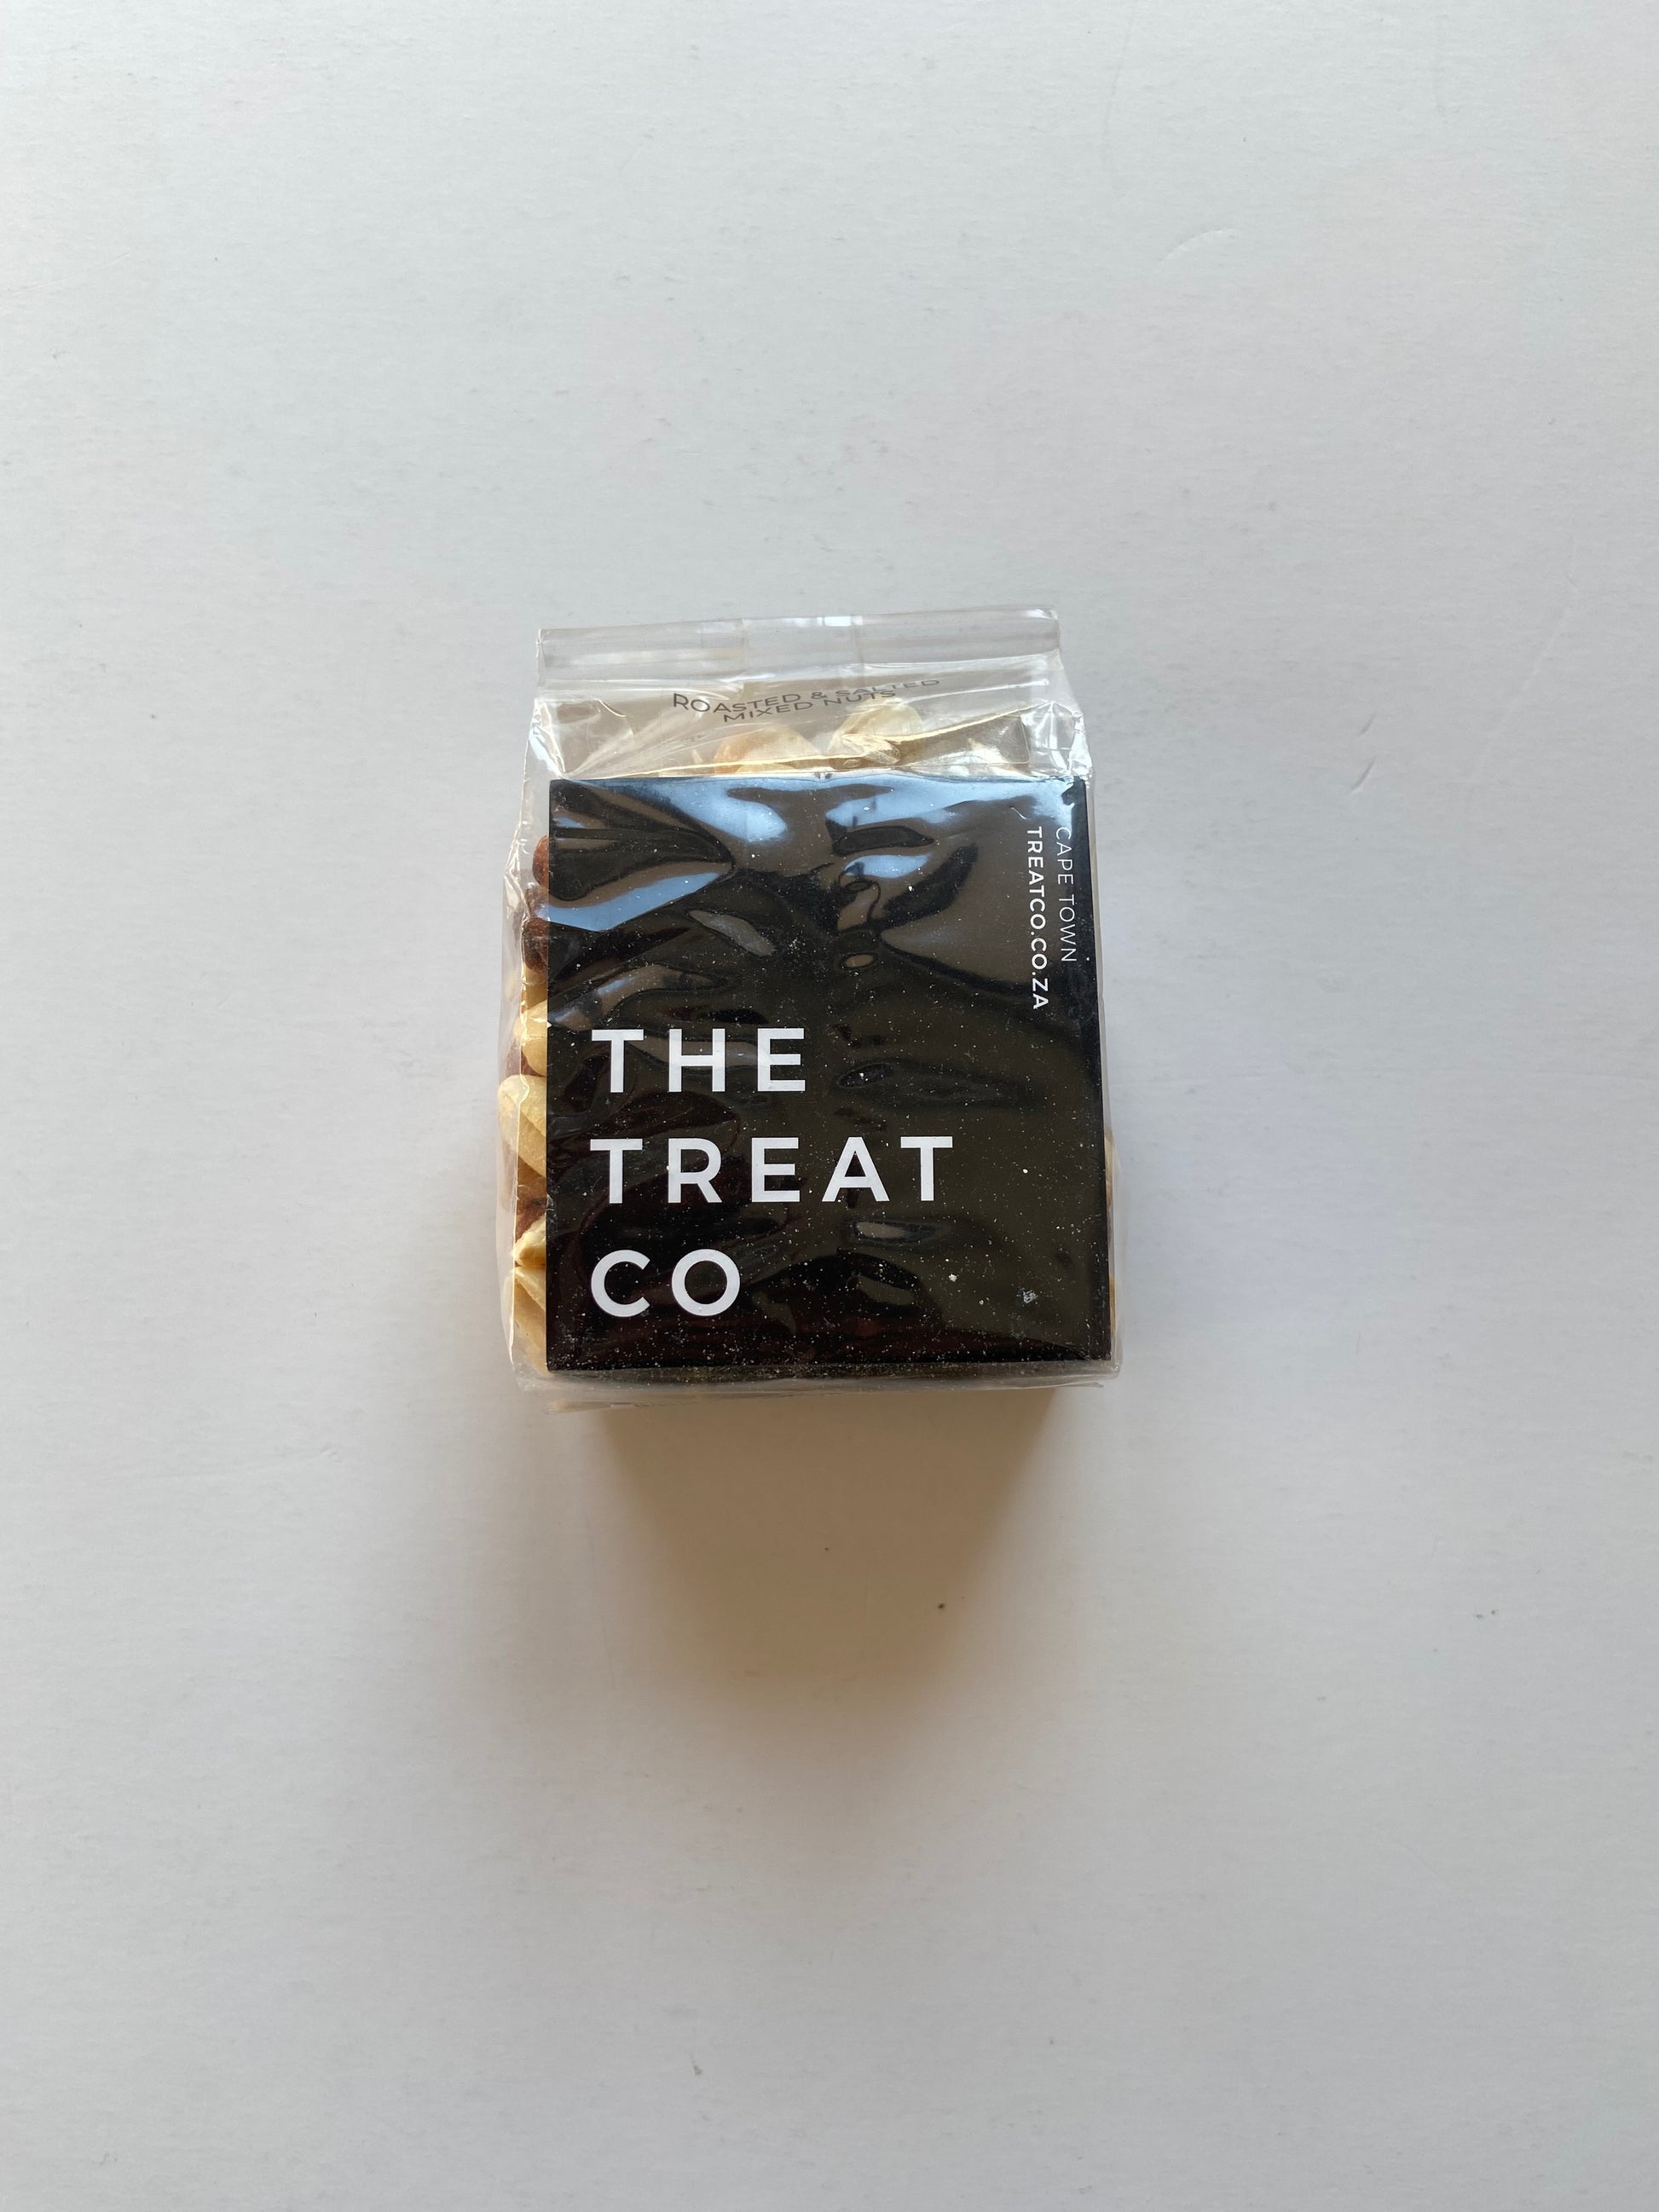 ROASTED & SALTED
MIXED NUTS
CAPE TOWN
TREATCO.CO.ZA
THE
TREAT
CO